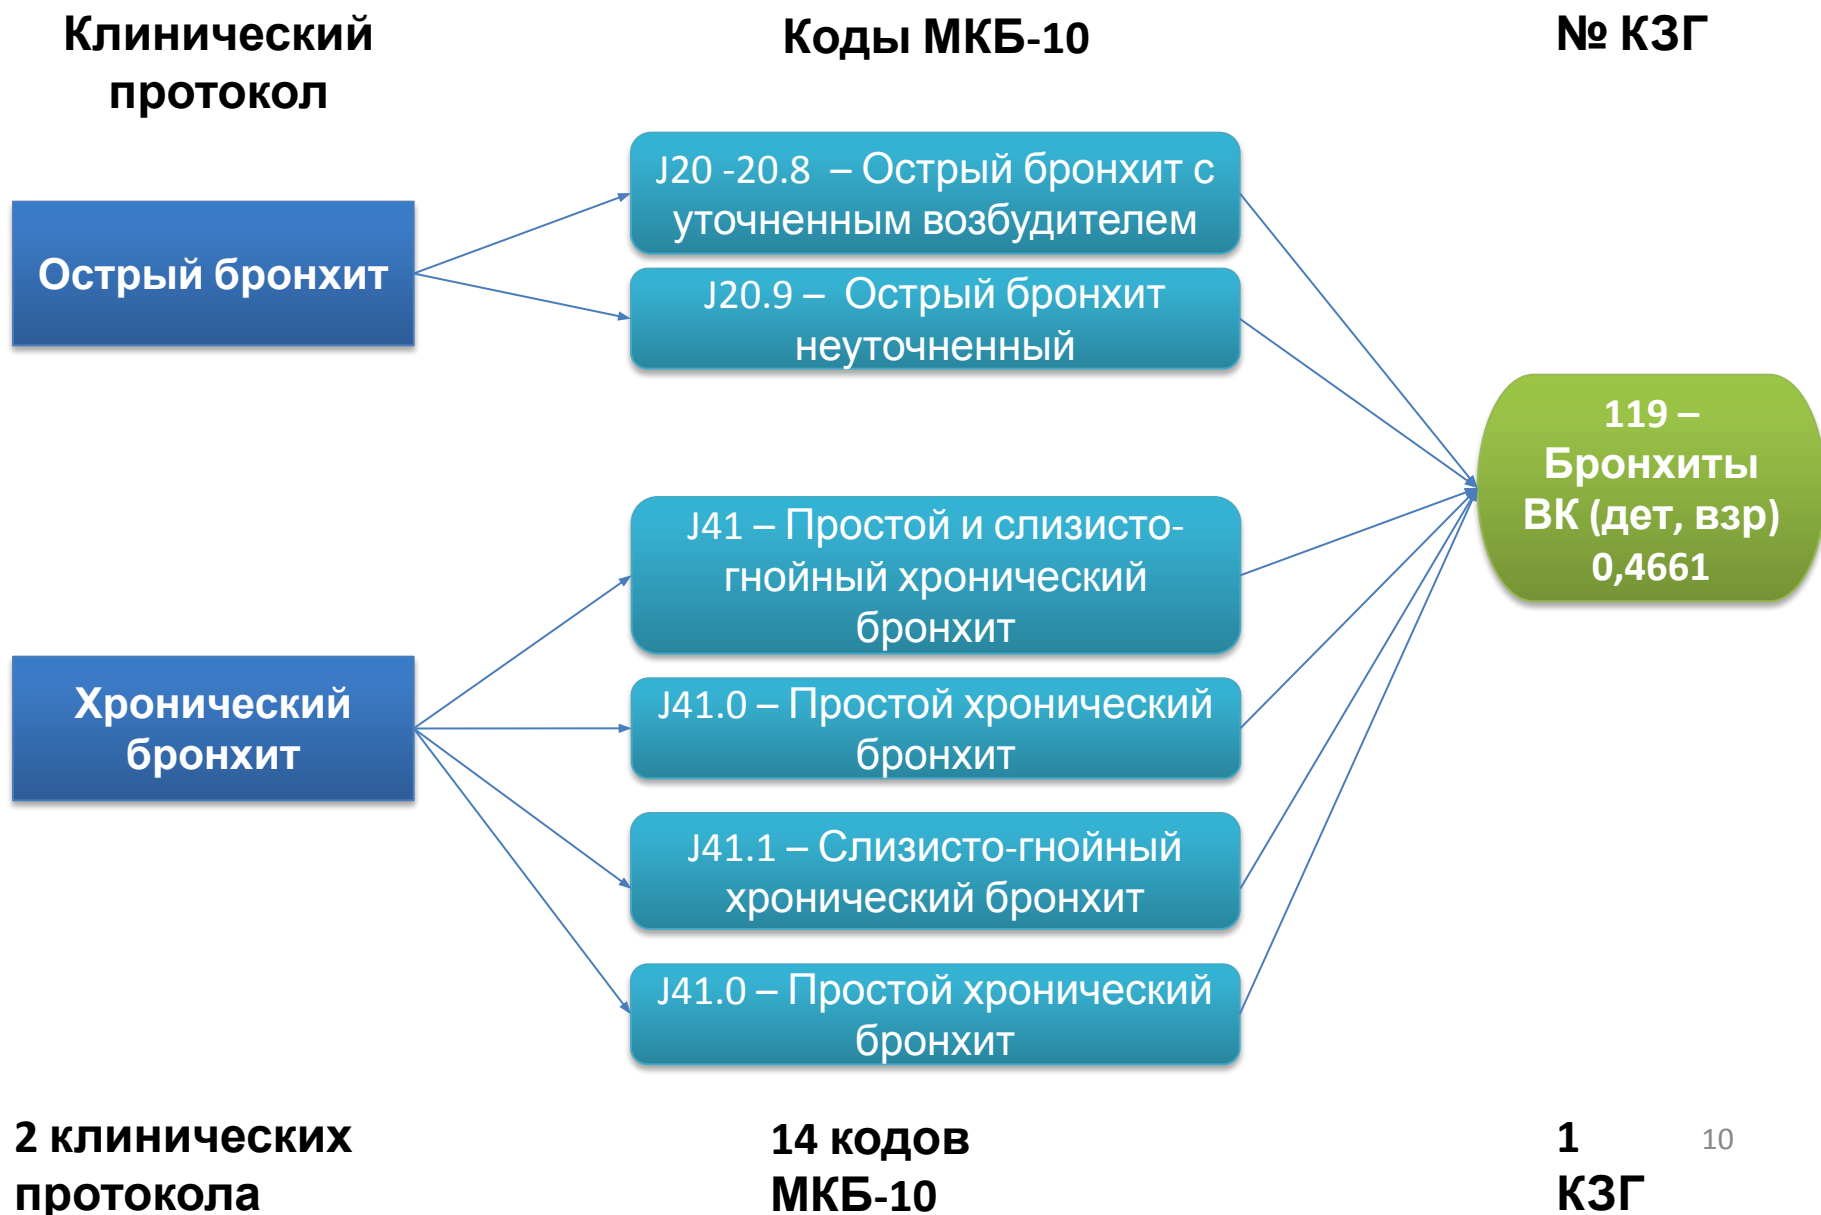 Клинический
протокол
Коды МКБ-10
№ КЗГ
Острый бронхит
J20 -20.8 – Острый бронхит с
уточненным возбудителем
J20.9 – Острый бронхит
неуточненный
119 –
Бронхиты
ВК (дет, взр)
0,4661
Хронический
бронхит
J41 – Простой и слизисто-
гнойный хронический
бронхит
J41.0 – Простой хронический
бронхит
J41.1 – Слизисто-гнойный
хронический бронхит
J41.0 – Простой хронический
бронхит
2 клинических
протокола
14 кодов
МКБ-10
1
КЗГ
10